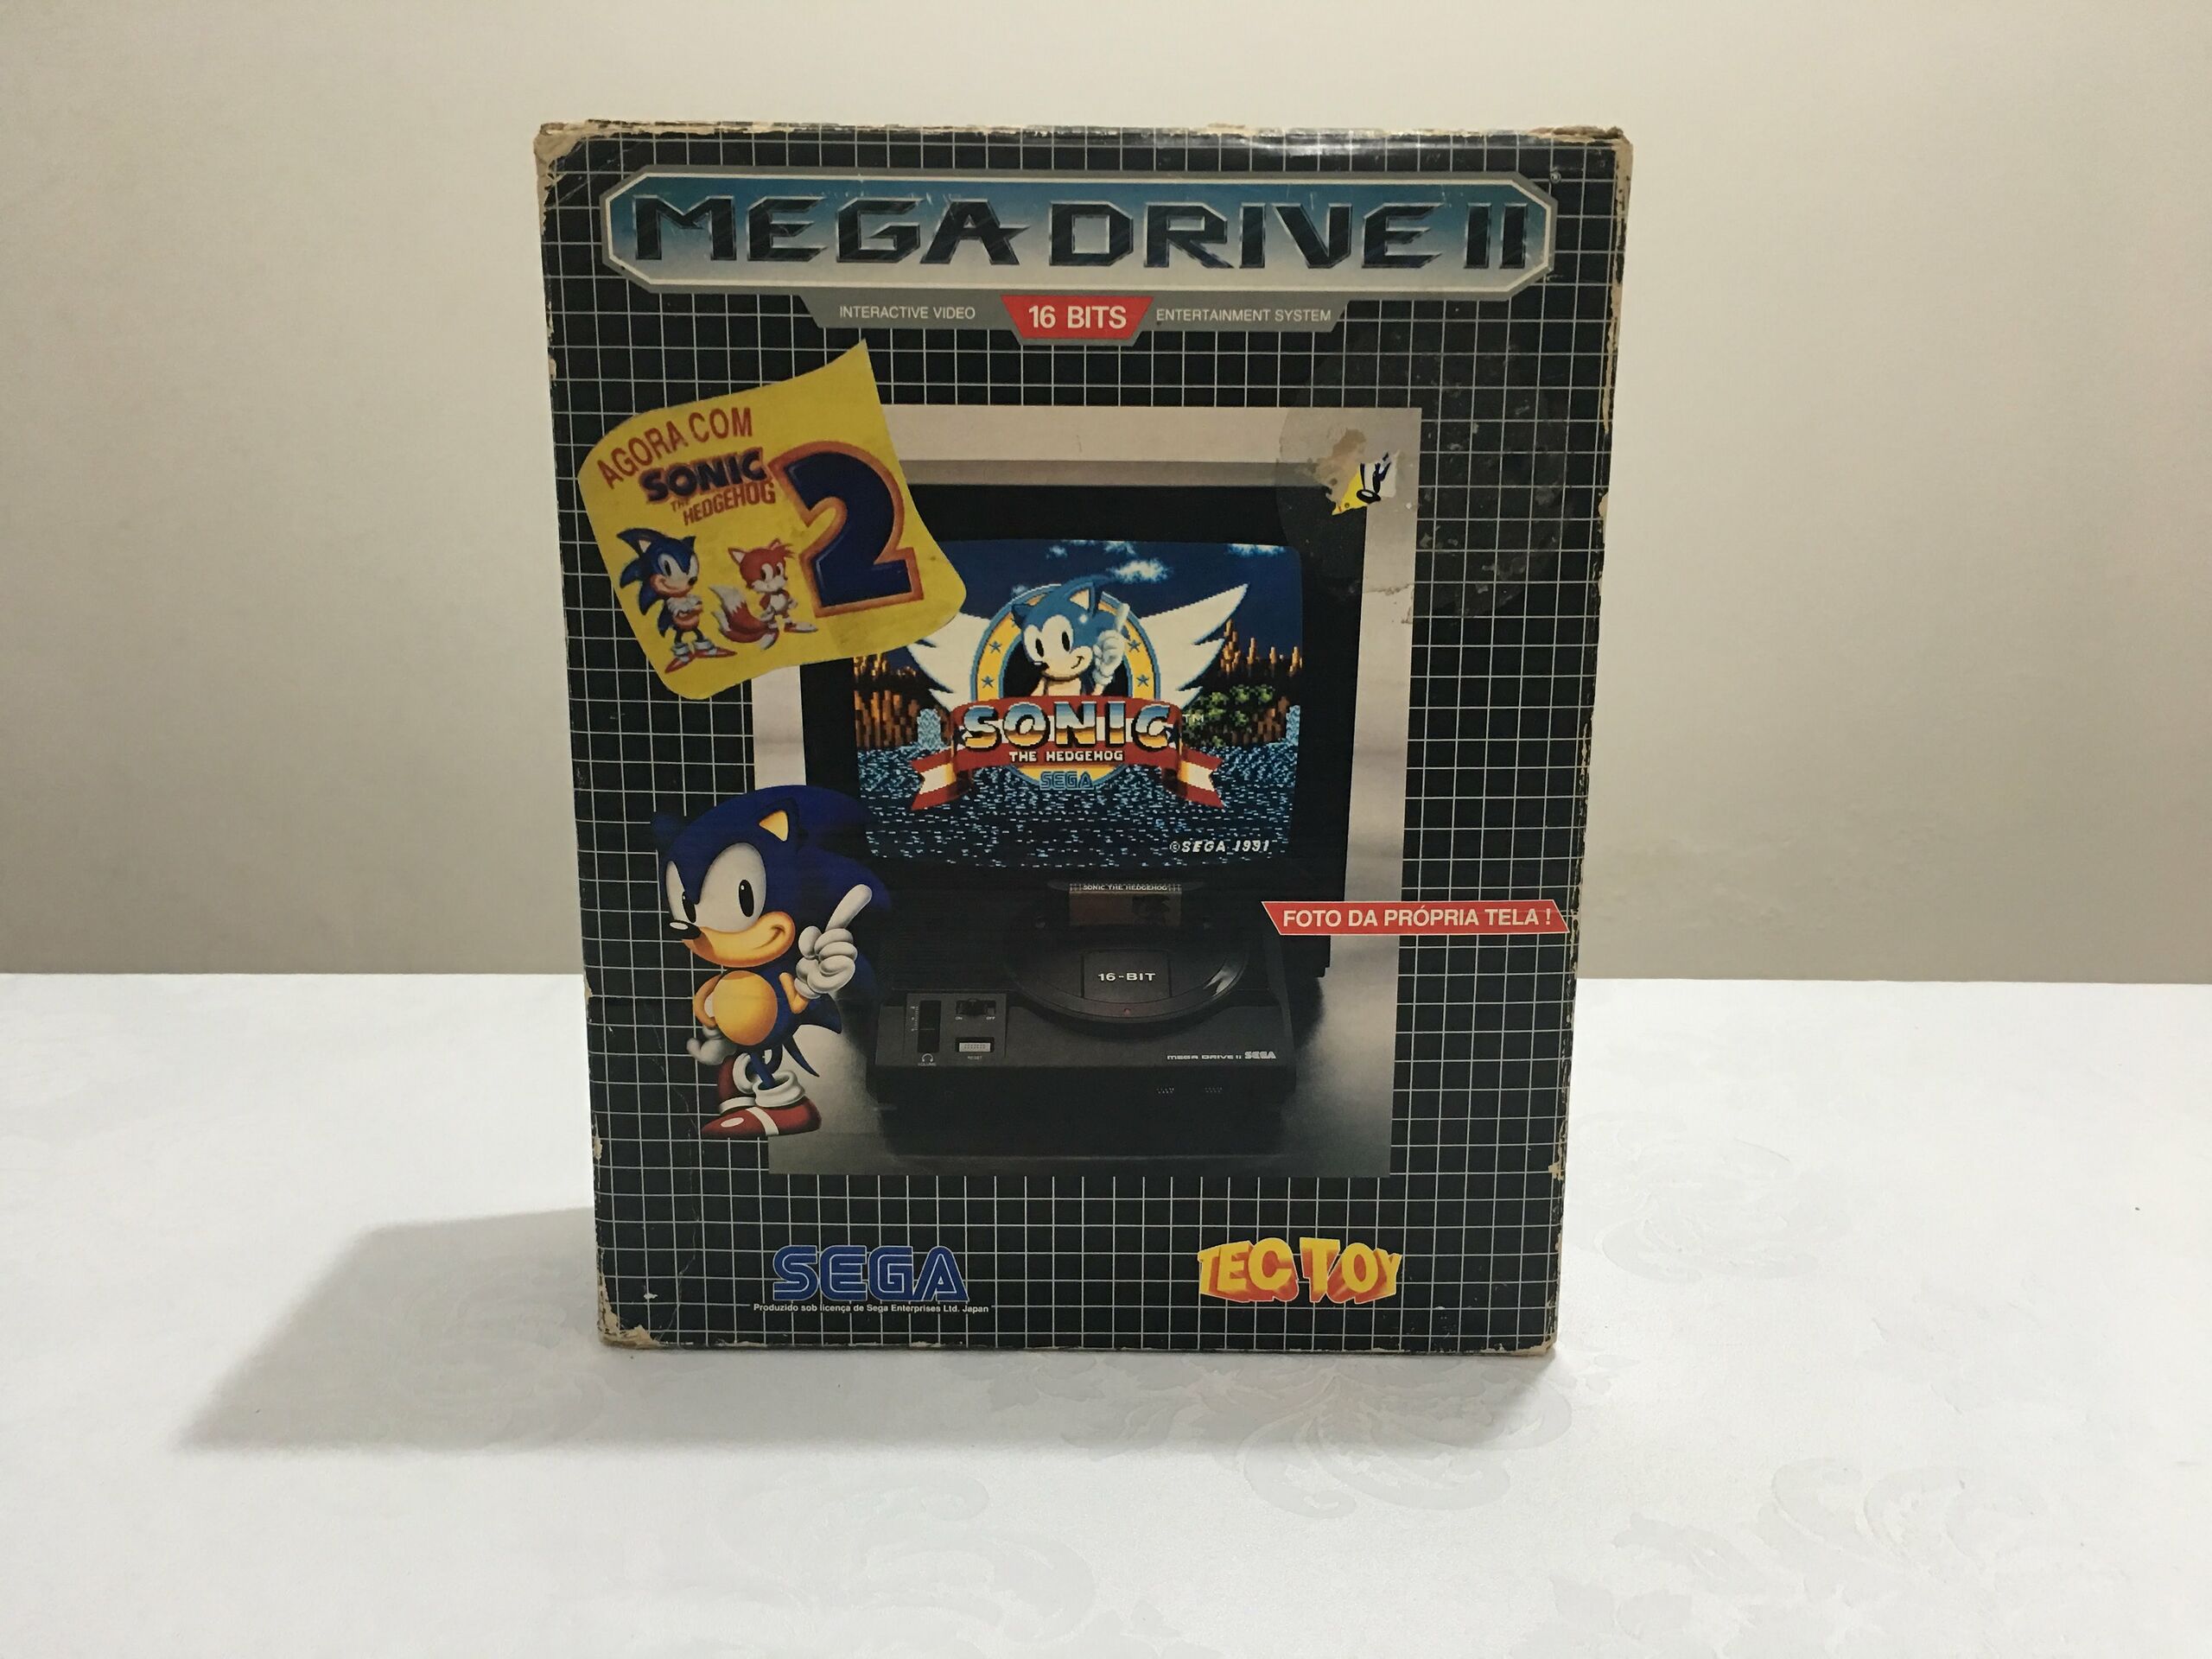 MEGA DRIVE II
INTERACTIVE VIDEO 16 BITS ENTERTAINMENT SYSTEM
AGORA COM
SONIC
THE
HEDGEHOG
2
SONIC TM
THE HEDGEHOG
SEGA
©SEGA 1991
SONIC THE HEDGEHOG
FOTO DA PRÓPRIA TELA !
16-BIT
RESET
MEGA DRIVE II SEGA
SEGA
Produzido sob licença de Sega Enterprises Ltd. Japan
TEC TOY